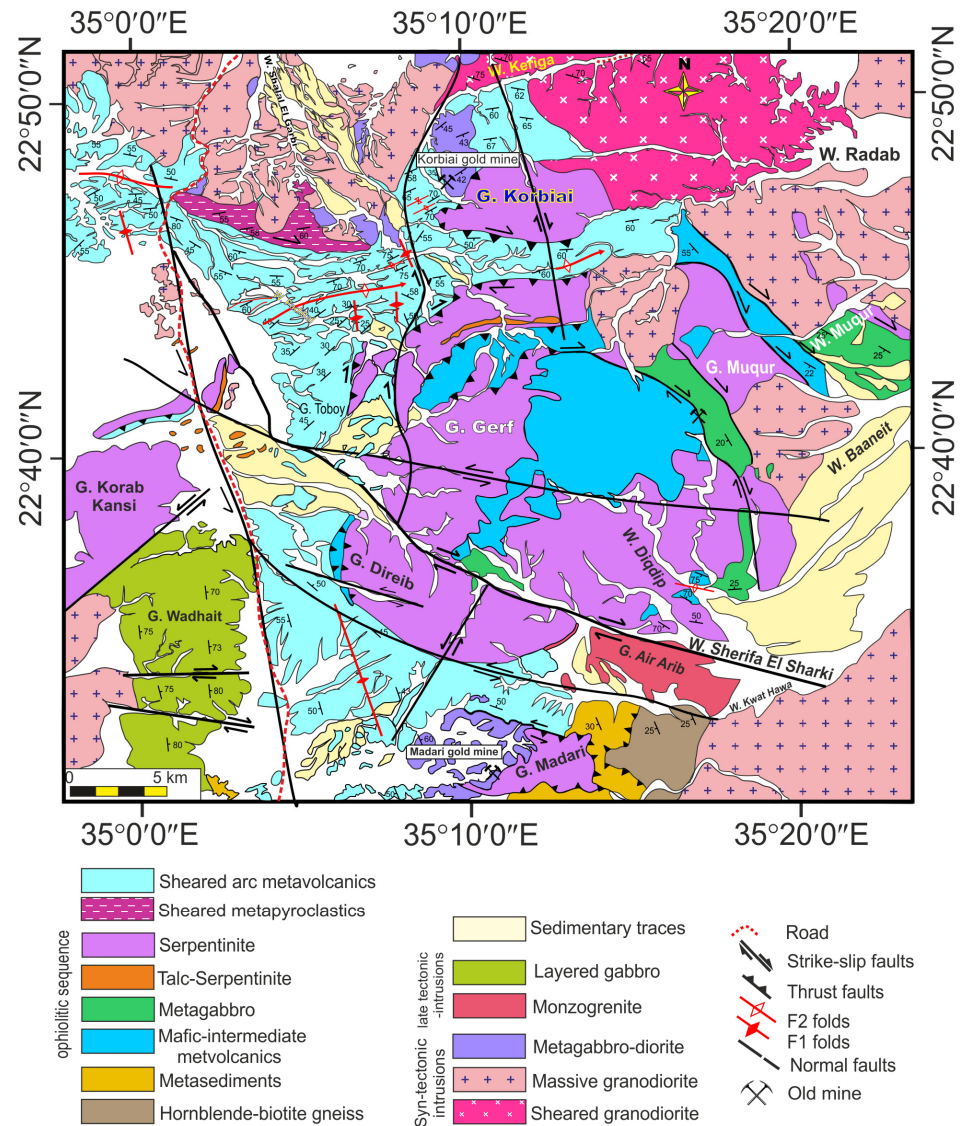 35°0′0″E 35°10′0″E 35°20′0″E
22°50′0″N
22°40′0″N
22°50′0″N
22°40′0″N
W. Kefiga
N
W. Shala El Garbi
W. Radab
Korbiai gold mine
G. Korbiai
W. Muqur
G. Muqur
G. Toboy
G. Gerf
W. Baaneit
G. Korab
Kansi
G. Direib
W. Diqdip
G. Wadhait
W. Sherifa El Sharki
G. Air Arib
W. Kwat Hawa
Madari gold mine
G. Madari
0 5 km
35°0′0″E 35°10′0″E 35°20′0″E
ophiolitic sequence
Sheared arc metavolcanics
Sheared metapyroclastics
Serpentinite
Talc-Serpentinite
Metagabbro
Mafic-intermediate
metvolcanics
Metasediments
Hornblende-biotite gneiss
Sedimentary traces
late tectonic
-intrusions
Layered gabbro
Monzogrenite
Syn-tectonic
intrusions
Metagabbro-diorite
Massive granodiorite
Sheared granodiorite
Road
Strike-slip faults
Thrust faults
F2 folds
F1 folds
Normal faults
Old mine